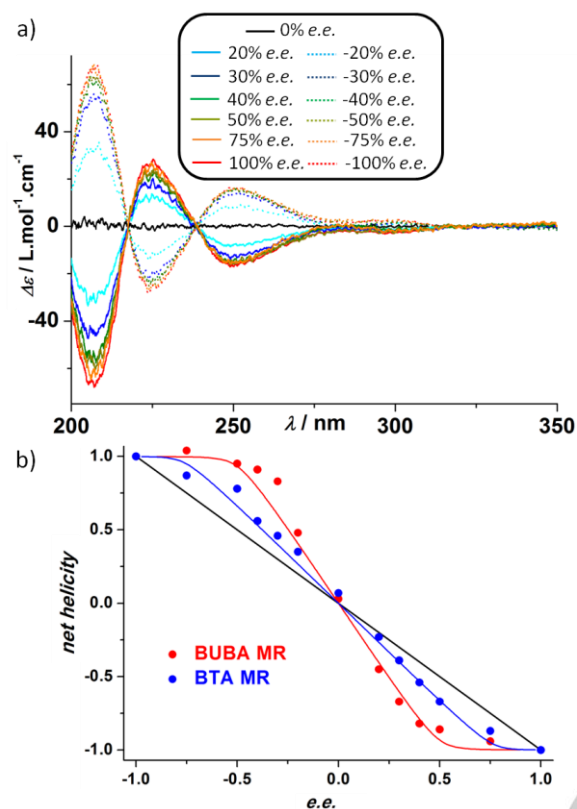 a)
0% e.e.
20% e.e. -20% e.e.
30% e.e. -30% e.e.
40% e.e. -40% e.e.
50% e.e. -50% e.e.
75% e.e. -75% e.e.
100% e.e. -100% e.e.
Δε / L.mol⁻¹.cm⁻¹
40
0
-40
200 250 300 350
λ / nm
b)
net helicity
1.0
0.5
0.0
-0.5
-1.0
BUBA MR
BTA MR
-1.0 -0.5 0.0 0.5 1.0
e.e.